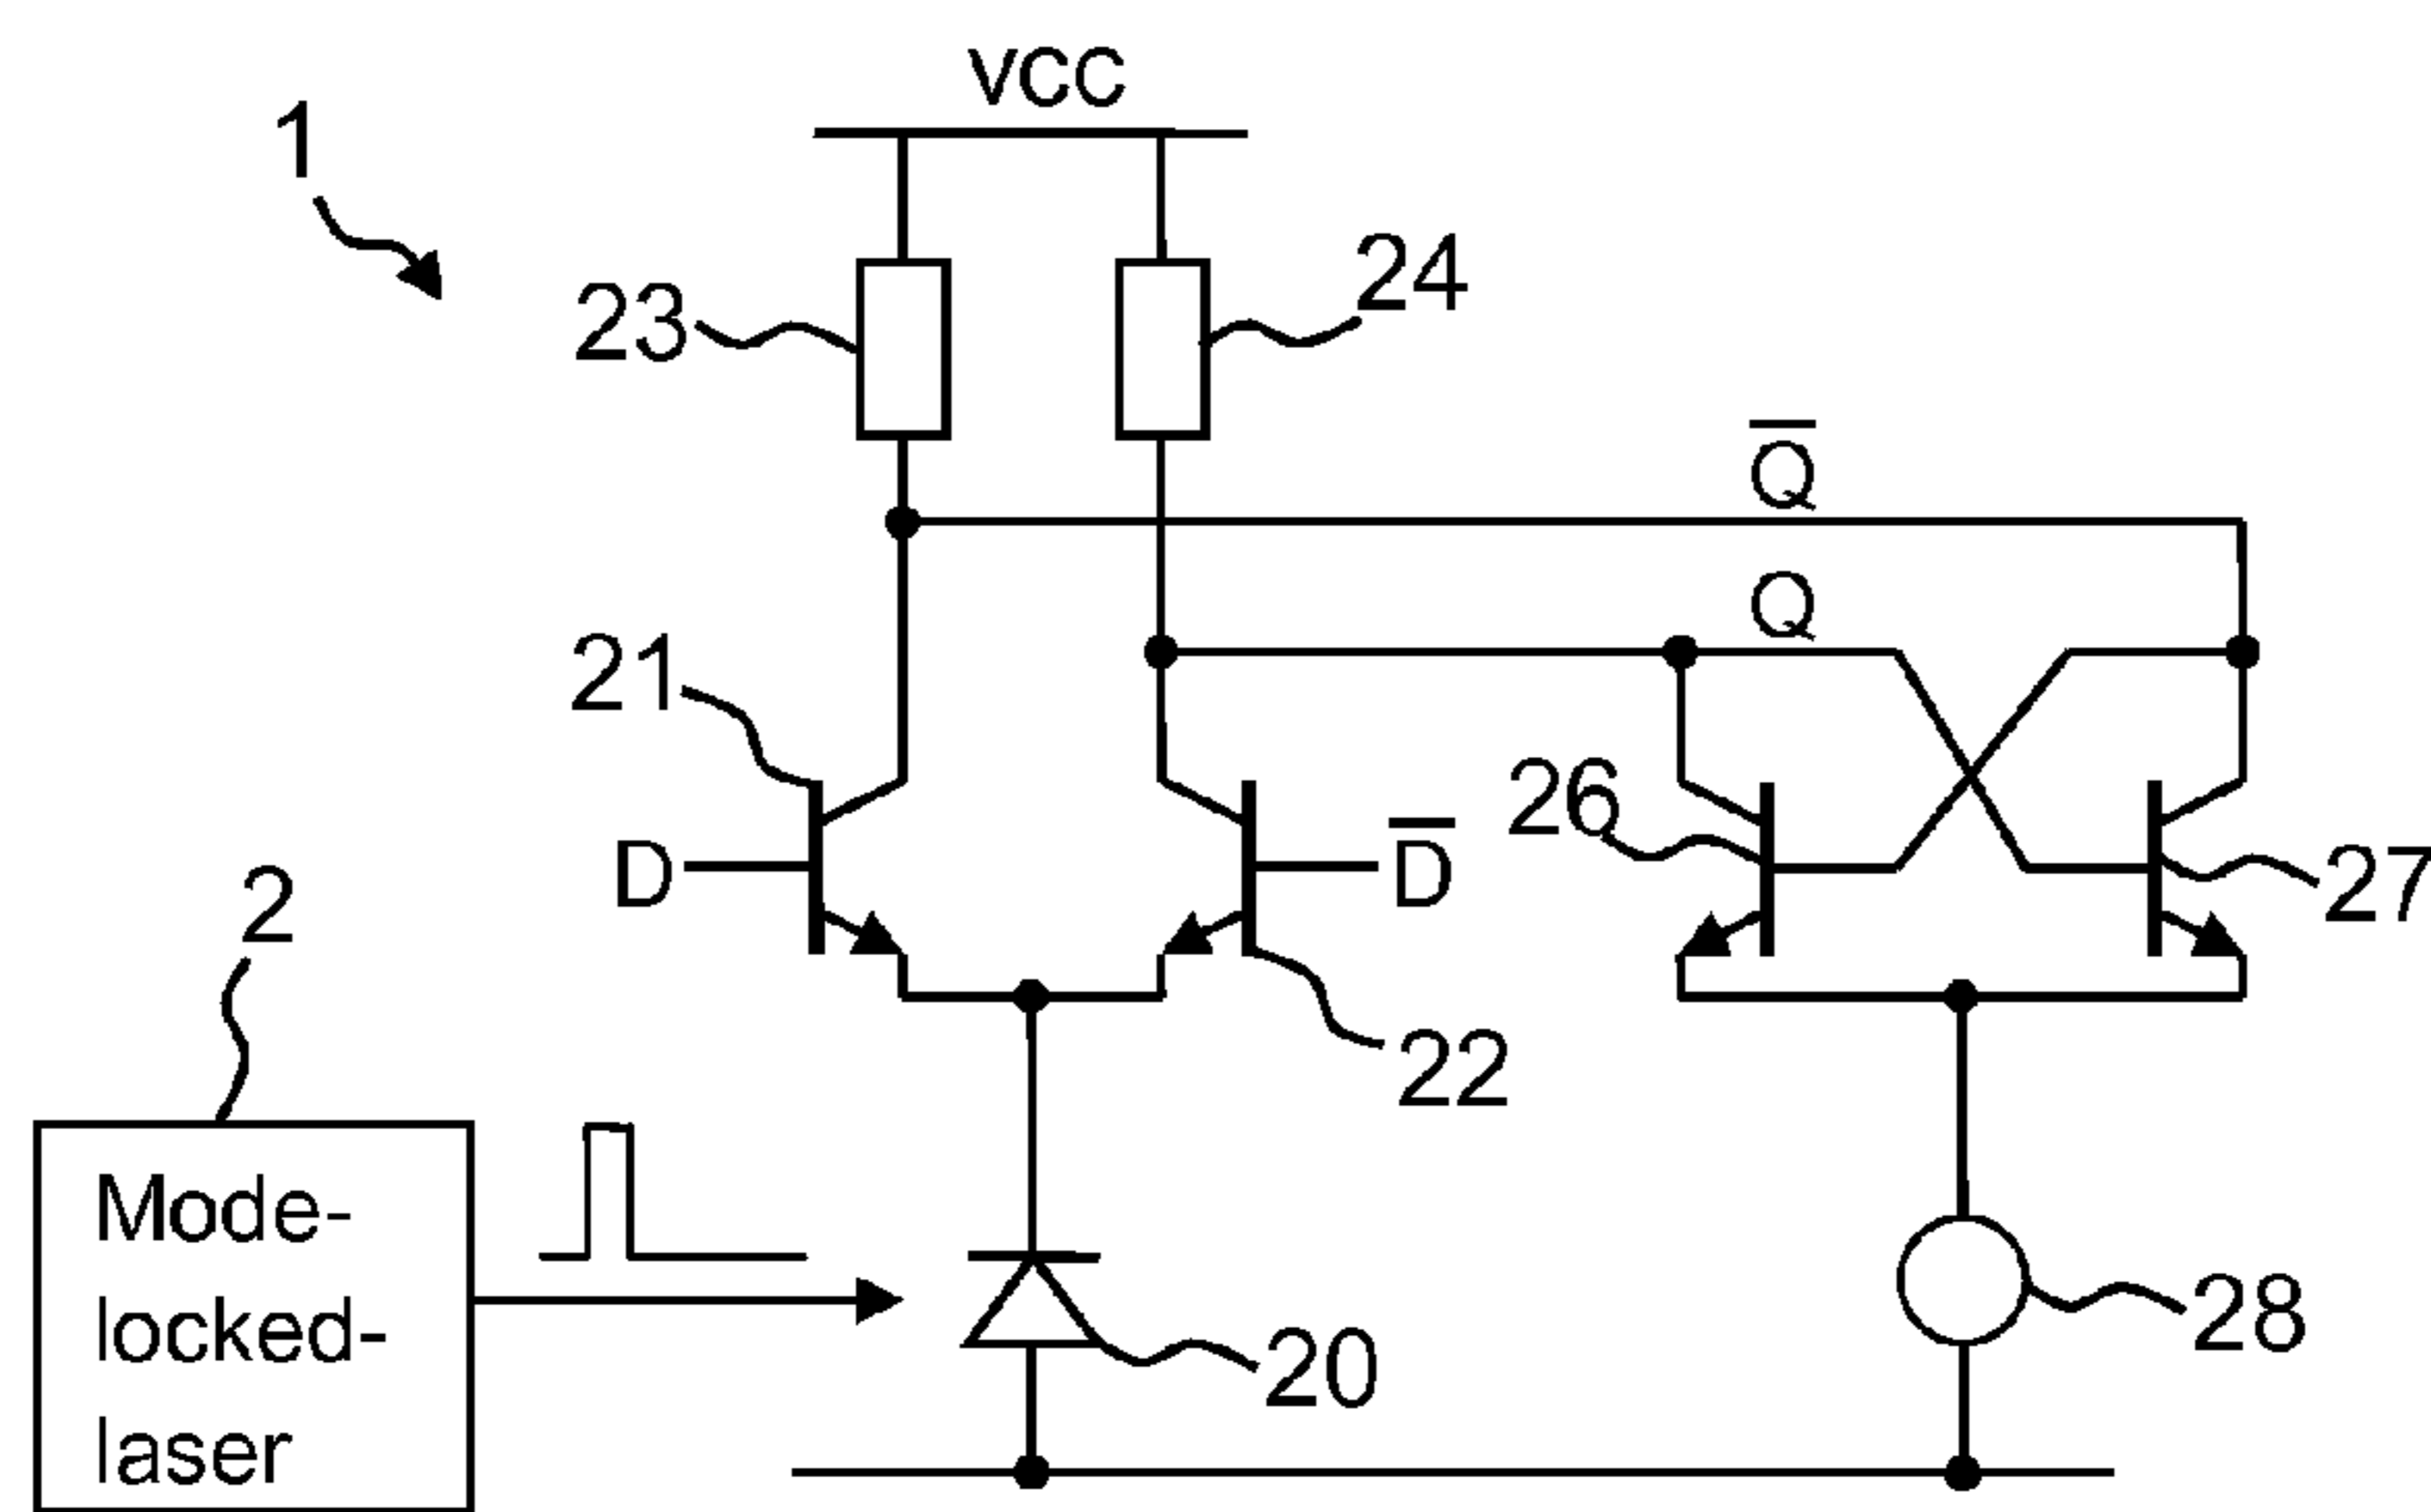 VCC
1
24
23
Q̅
Q
21
26
D
D̅
27
2
22
Mode-
locked-
laser
28
20